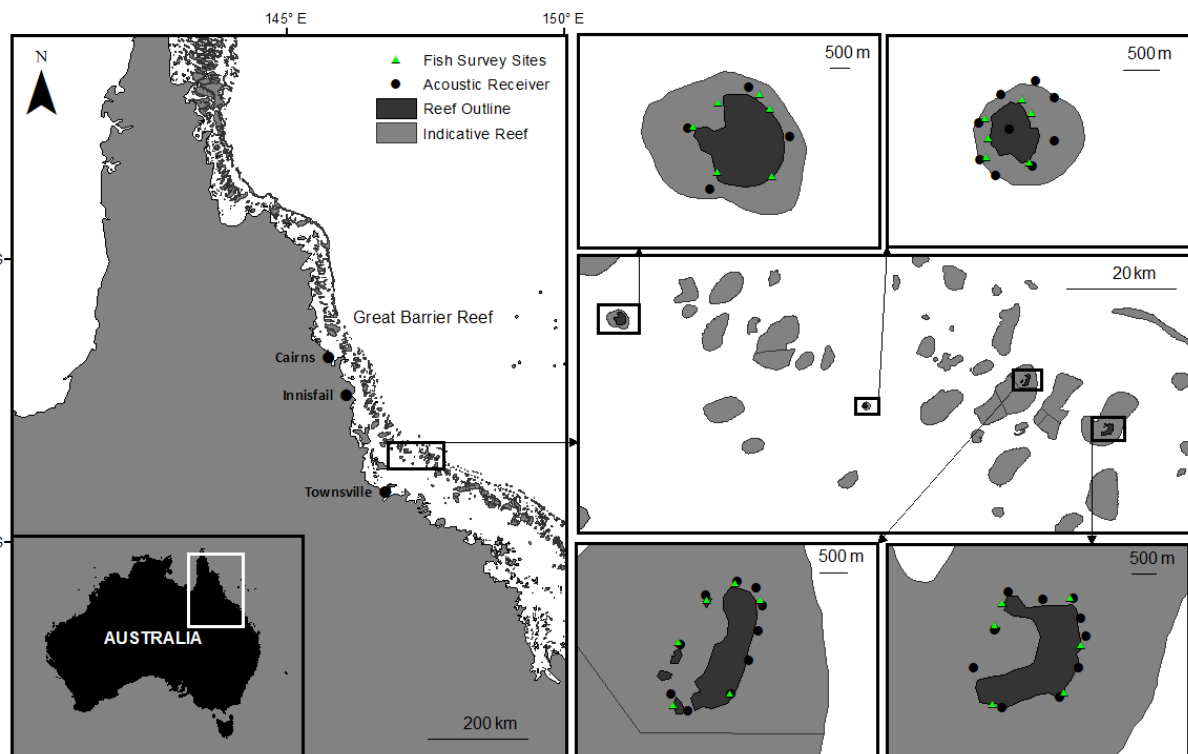 145° E
150° E
N
Fish Survey Sites
Acoustic Receiver
Reef Outline
Indicative Reef
Great Barrier Reef
Cairns
Innisfail
Townsville
AUSTRALIA
200 km
500 m
500 m
20 km
500 m
500 m
S
S